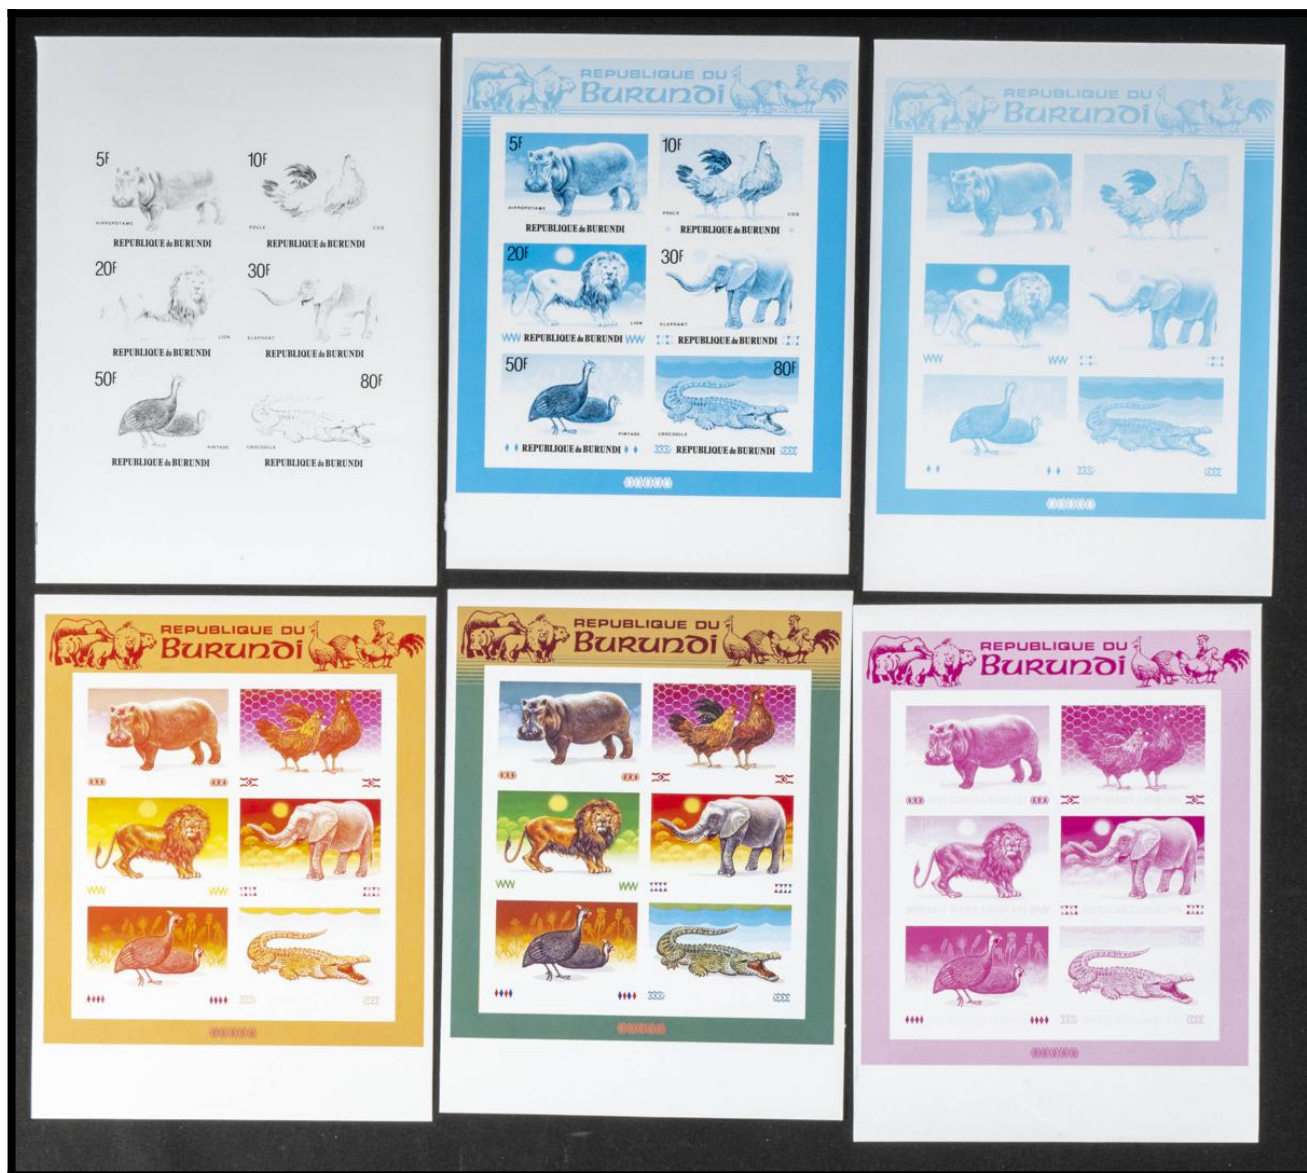 5F
10F
HIPPOPOTAME
POULE
COQ
REPUBLIQUE du BURUNDI
REPUBLIQUE du BURUNDI
20F
30F
LION
ELEPHANT
REPUBLIQUE du BURUNDI
REPUBLIQUE du BURUNDI
50F
80F
PINTADE
CROCODILE
REPUBLIQUE du BURUNDI
REPUBLIQUE du BURUNDI
REPUBLIQUE DU
BURUNDI
5F
10F
HIPPOPOTAME
POULE
COQ
REPUBLIQUE du BURUNDI
REPUBLIQUE du BURUNDI
20F
30F
LION
ELEPHANT
REPUBLIQUE du BURUNDI
REPUBLIQUE du BURUNDI
50F
80F
PINTADE
CROCODILE
REPUBLIQUE du BURUNDI
REPUBLIQUE du BURUNDI
REPUBLIQUE DU
BURUNDI
REPUBLIQUE DU
BURUNDI
REPUBLIQUE DU
BURUNDI
REPUBLIQUE DU
BURUNDI